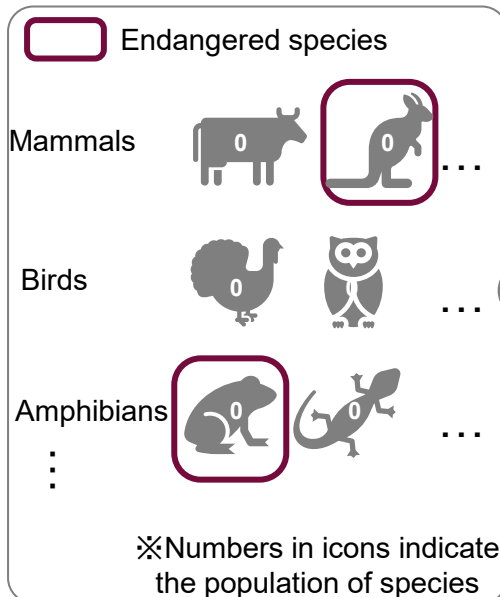 Endangered species
Mammals 0 0 ...
Birds 0 0 ...
Amphibians 0 0 ...
⋮
※Numbers in icons indicate
the population of species